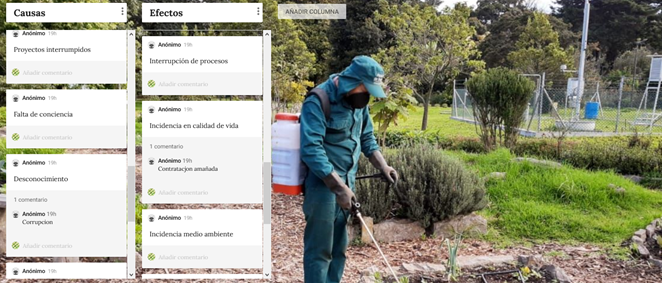 Causas
Anónimo 19h
Proyectos interrumpidos
Añadir comentario
Anónimo 19h
Falta de conciencia
Añadir comentario
Anónimo 19h
Desconocimiento
1 comentario
Anónimo 19h
Corrupcion
Añadir comentario
Anónimo 19h
Efectos
Anónimo 19h
Interrupción de procesos
Añadir comentario
Anónimo 19h
Incidencia en calidad de vida
1 comentario
Anónimo 19h
Contratacion amañada
Añadir comentario
Anónimo 19h
Incidencia medio ambiente
Añadir comentario
AÑADIR COLUMNA